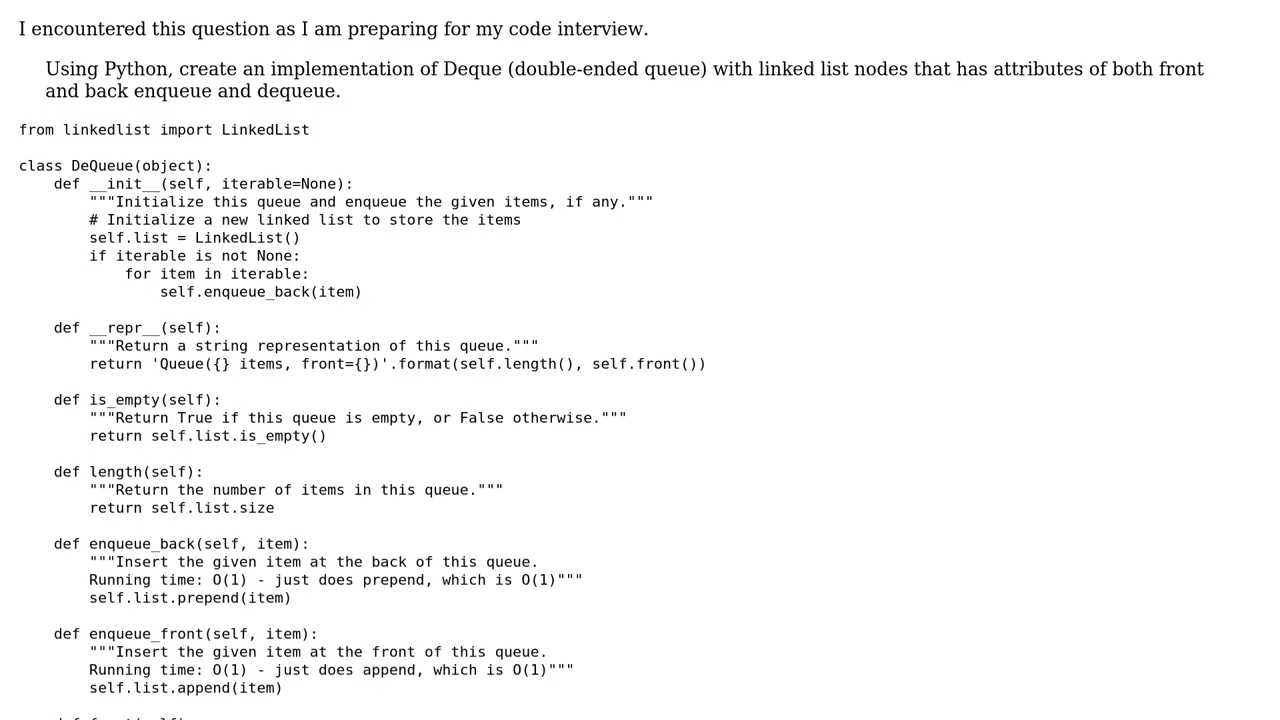 I encountered this question as I am preparing for my code interview.
Using Python, create an implementation of Deque (double-ended queue) with linked list nodes that has attributes of both front
and back enqueue and dequeue.
from linkedlist import LinkedList
class DeQueue(object):
    def __init__(self, iterable=None):
        """Initialize this queue and enqueue the given items, if any."""
        # Initialize a new linked list to store the items
        self.list = LinkedList()
        if iterable is not None:
            for item in iterable:
                self.enqueue_back(item)
    def __repr__(self):
        """Return a string representation of this queue."""
        return 'Queue({} items, front={})'.format(self.length(), self.front())
    def is_empty(self):
        """Return True if this queue is empty, or False otherwise."""
        return self.list.is_empty()
    def length(self):
        """Return the number of items in this queue."""
        return self.list.size
    def enqueue_back(self, item):
        """Insert the given item at the back of this queue.
        Running time: O(1) - just does prepend, which is O(1)"""
        self.list.prepend(item)
    def enqueue_front(self, item):
        """Insert the given item at the front of this queue.
        Running time: O(1) - just does append, which is O(1)"""
        self.list.append(item)